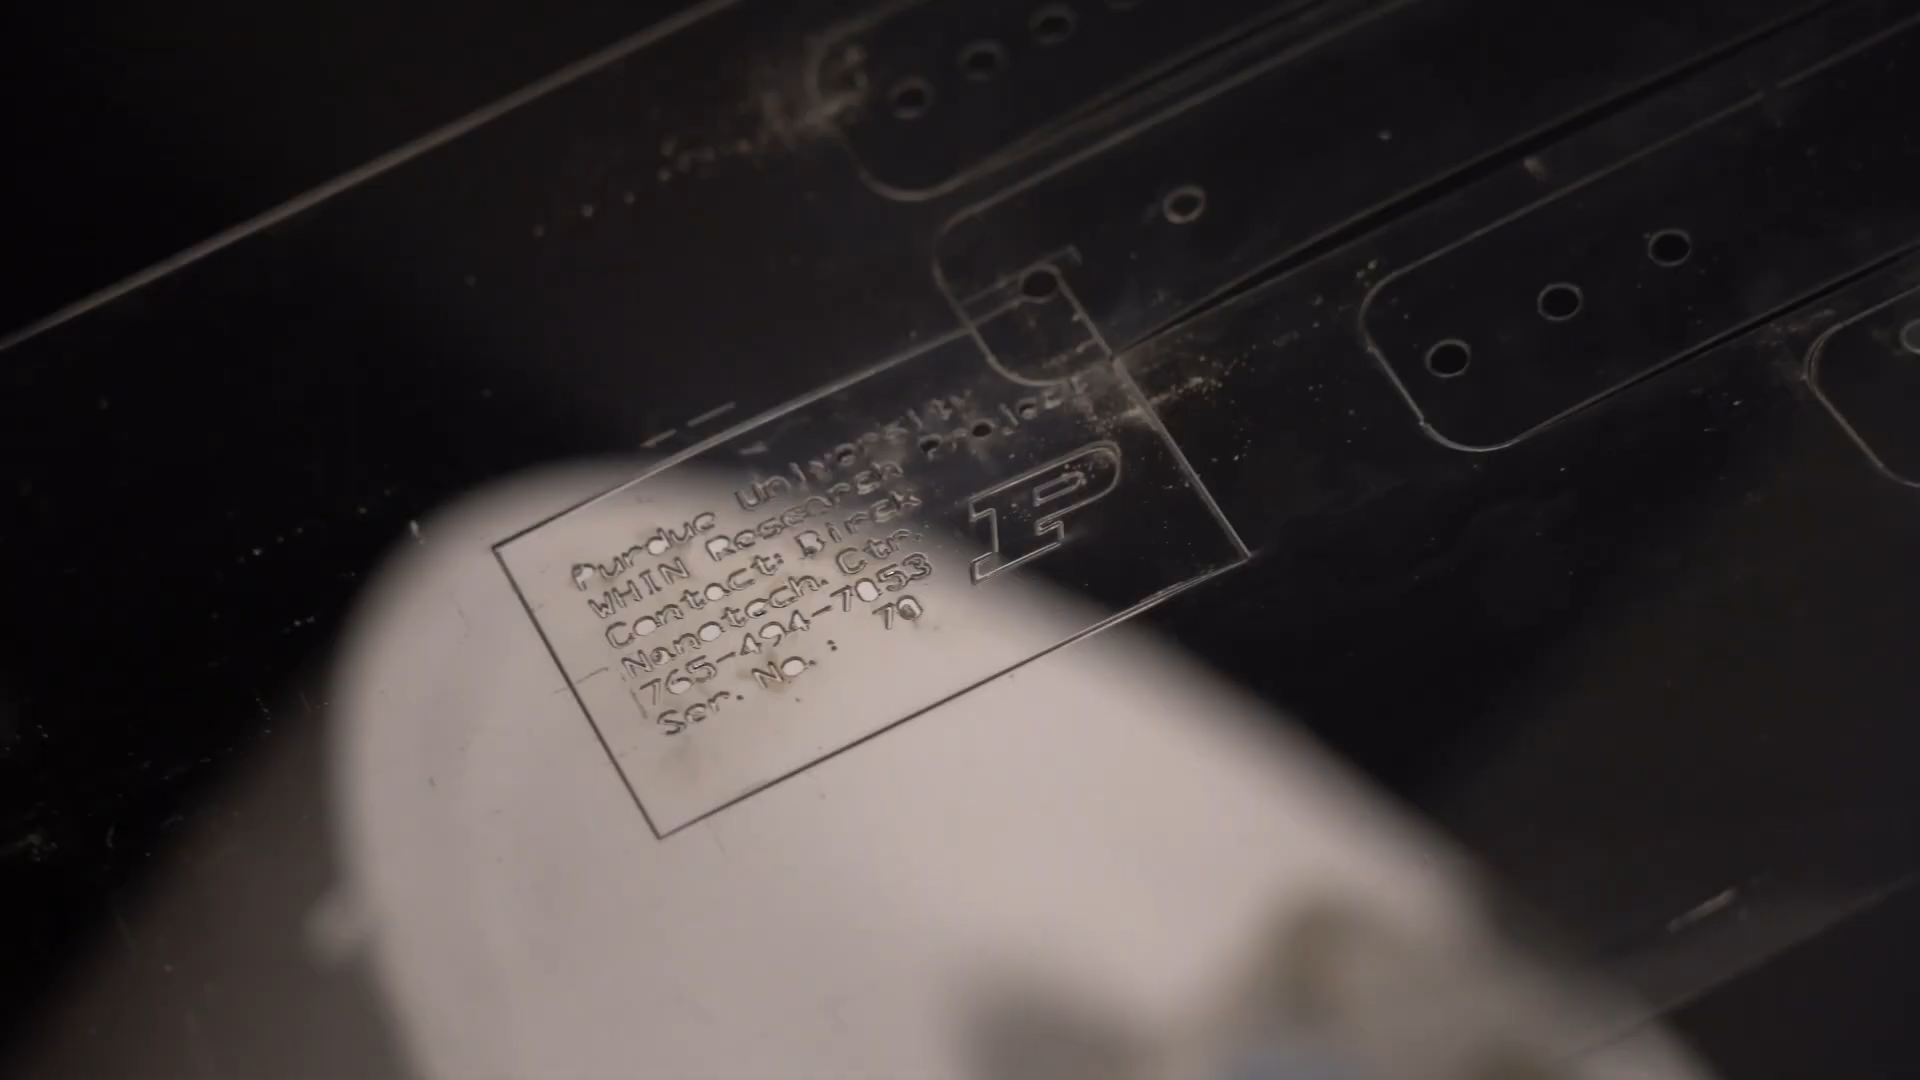 Purdue University
WHIN Research Project
Contact: Birck
Nanotech. Ctr.
765-494-7053
Ser. No.: 70
P